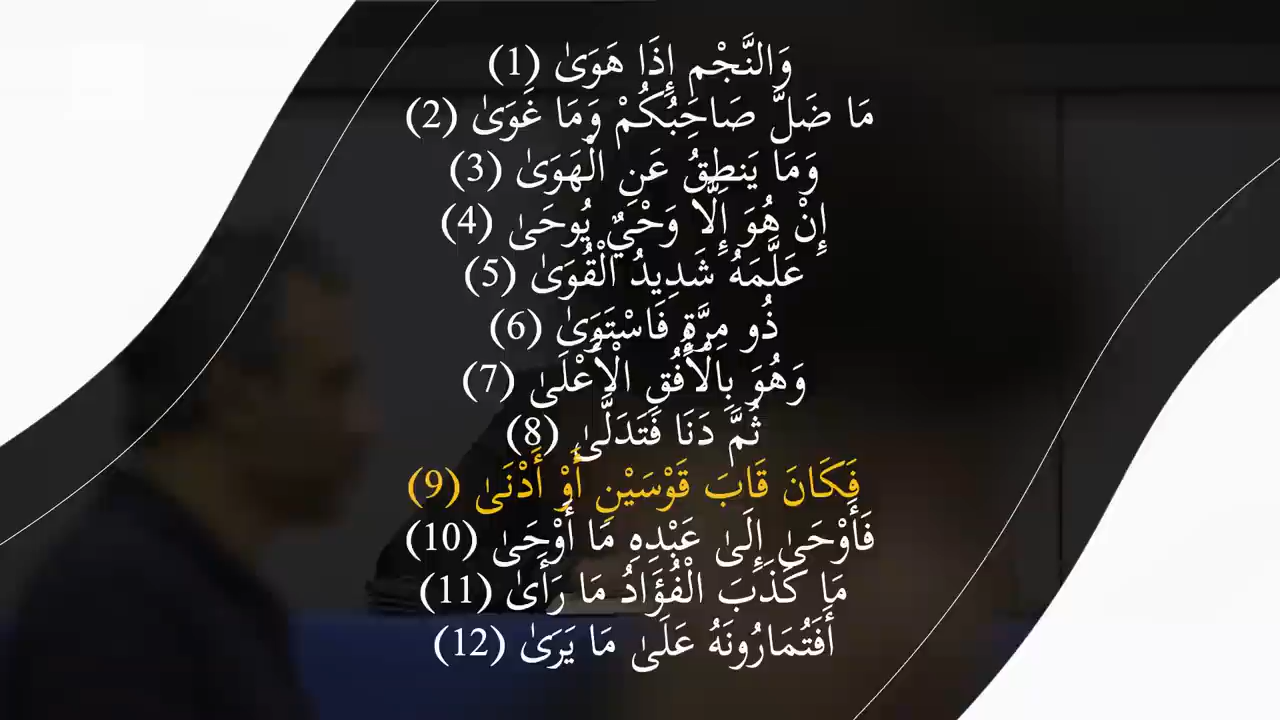 وَالنَّجْمِ إِذَا هَوَىٰ (1)
مَا ضَلَّ صَاحِبُكُمْ وَمَا غَوَىٰ (2)
وَمَا يَنطِقُ عَنِ الْهَوَىٰ (3)
إِنْ هُوَ إِلَّا وَحْيٌ يُوحَىٰ (4)
عَلَّمَهُ شَدِيدُ الْقُوَىٰ (5)
ذُو مِرَّةٍ فَاسْتَوَىٰ (6)
وَهُوَ بِالْأُفُقِ الْأَعْلَىٰ (7)
ثُمَّ دَنَا فَتَدَلَّىٰ (8)
فَكَانَ قَابَ قَوْسَيْنِ أَوْ أَدْنَىٰ (9)
فَأَوْحَىٰ إِلَىٰ عَبْدِهِ مَا أَوْحَىٰ (10)
مَا كَذَبَ الْفُؤَادُ مَا رَأَىٰ (11)
أَفَتُمَارُونَهُ عَلَىٰ مَا يَرَىٰ (12)